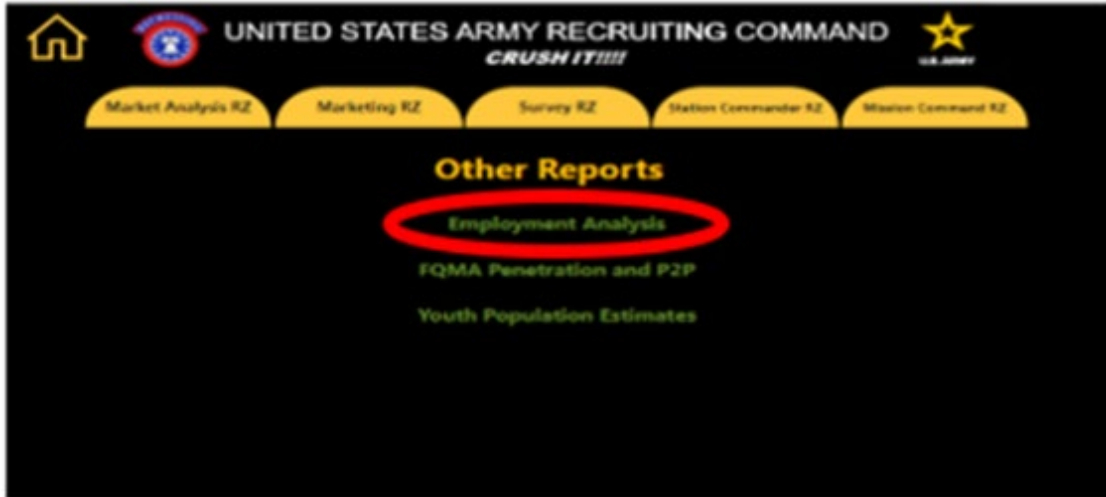 UNITED STATES ARMY RECRUITING COMMAND
CRUSH IT!!!!
U.S. ARMY
Market Analysis RZ
Marketing RZ
Survey RZ
Station Commander RZ
Mission Command RZ
Other Reports
Employment Analysis
FQMA Penetration and P2P
Youth Population Estimates